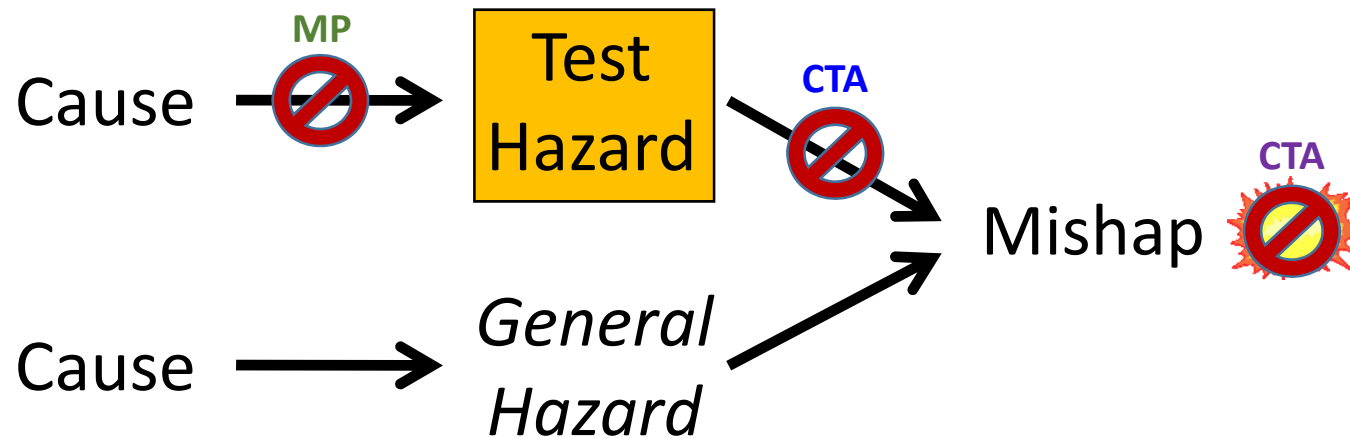 MP
Cause
Test
Hazard
CTA
CTA
Mishap
Cause
General
Hazard